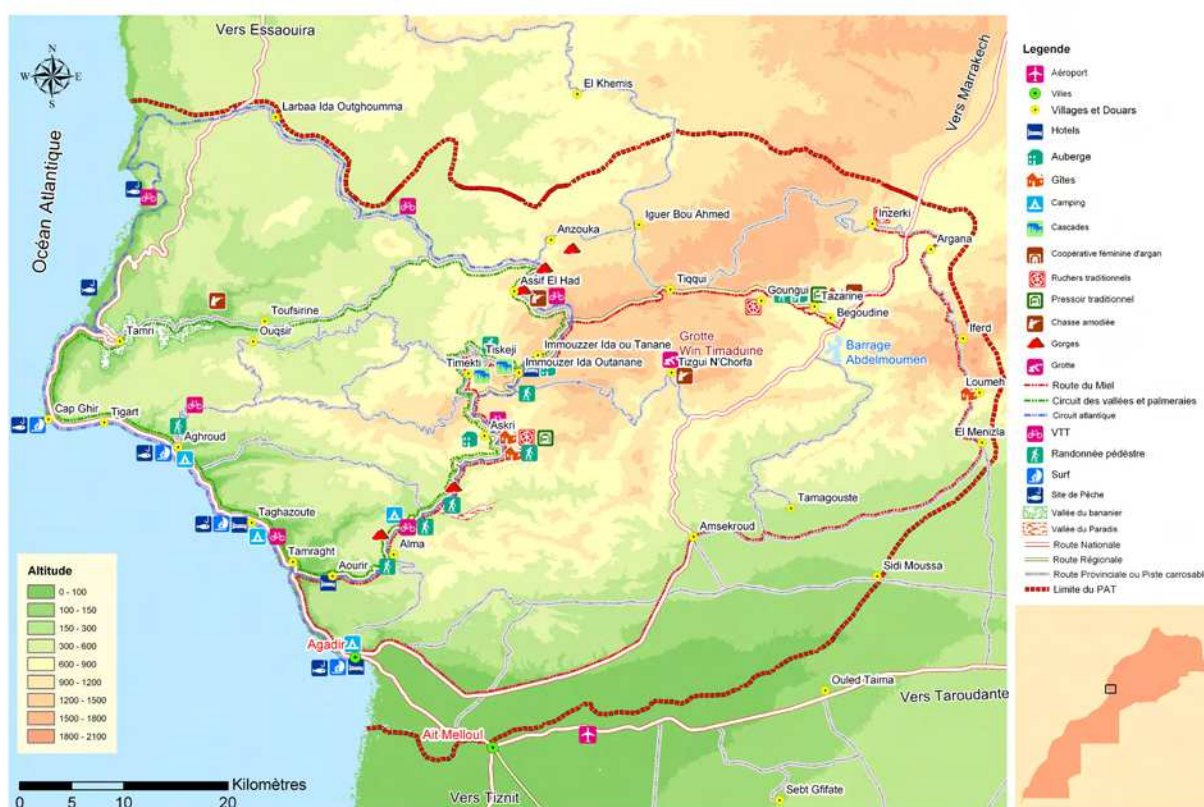 Vers Essaouira
N
W
E
S
El Khemis
Larbaa Ida Outghoumma
Vers Marrakech
Océan Atlantique
Iguer Bou Ahmed
Inzerki
Anzouka
Argana
Assif El Had
Tiqqui
Goungui
Tazarine
Begoudine
Toufsirine
Tamri
Ouqsir
Iferd
Immouzzer Ida ou Tanane
Grotte
Win Timaduine
Barrage
Abdelmoumen
Tiskeji
Timekti
Immouzer Ida Outanane
Tizgui N'Chorfa
Loumeh
Cap Ghir
Tigart
Askri
Aghroud
El Menizla
Tamagouste
Taghazoute
Amsekroud
Alma
Tamraght
Aourir
Sidi Moussa
Agadir
Ouled Taima
Vers Taroudante
Ait Melloul
Sebt Gfifate
Vers Tiznit
Altitude
0 - 100
100 - 150
150 - 300
300 - 600
600 - 900
900 - 1200
1200 - 1500
1500 - 1800
1800 - 2100
Kilomètres
0 5 10 20
Legende
Aéroport
Villes
Villages et Douars
Hotels
Auberge
Gîtes
Camping
Cascades
Coopérative féminine d'argan
Ruchers traditionnels
Pressoir traditionnel
Chasse amodiée
Gorges
Grotte
Route du Miel
Circuit des vallées et palmeraies
Circuit atlantique
VTT
Randonnée pédéstre
Surf
Site de Pêche
Vallée du bananier
Vallée du Paradis
Route Nationale
Route Régionale
Route Provinciale ou Piste carrosabl
Limite du PAT